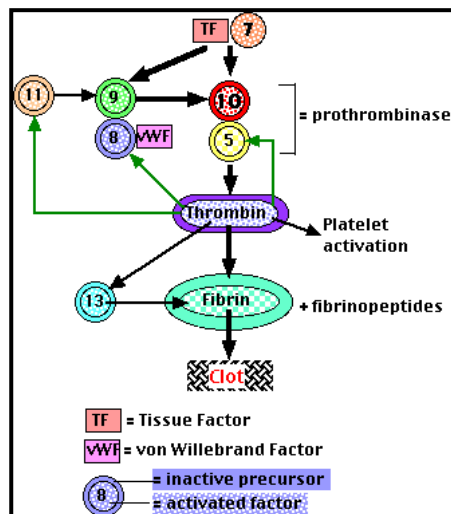 TF 7
11 9 10
8 vWF 5 = prothrombinase
Thrombin
Platelet
activation
13 Fibrin + fibrinopeptides
Clot
TF = Tissue Factor
vWF = von Willebrand Factor
= inactive precursor
8
= activated factor